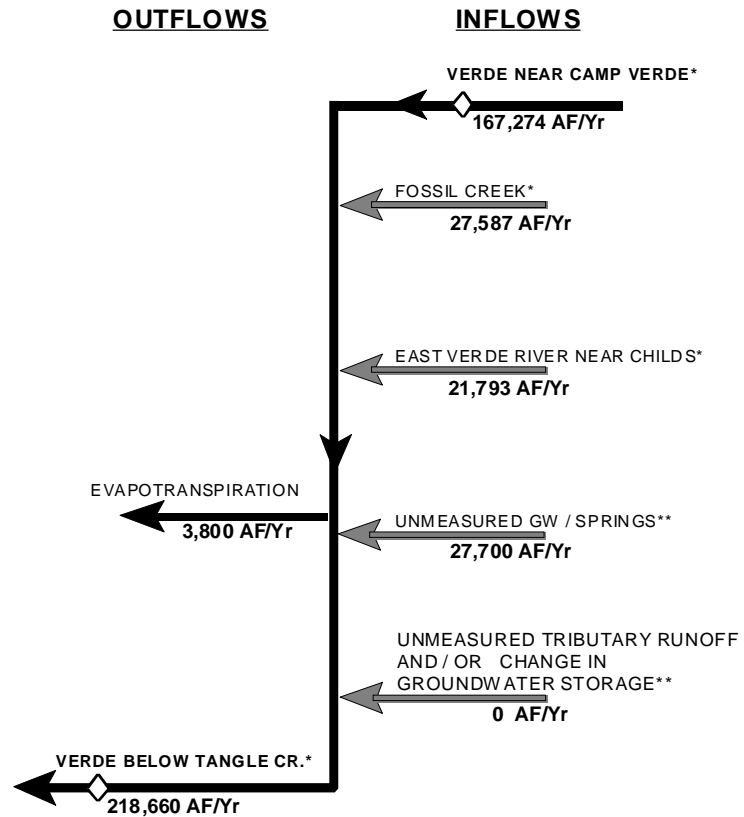 OUTFLOWS
INFLOWS
VERDE NEAR CAMP VERDE*
167,274 AF/Yr
FOSSIL CREEK*
27,587 AF/Yr
EAST VERDE RIVER NEAR CHILDS*
21,793 AF/Yr
EVAPOTRANSPIRATION
3,800 AF/Yr
UNMEASURED GW / SPRINGS**
27,700 AF/Yr
UNMEASURED TRIBUTARY RUNOFF
AND / OR CHANGE IN
GROUNDWATER STORAGE**
0 AF/Yr
VERDE BELOW TANGLE CR.*
218,660 AF/Yr